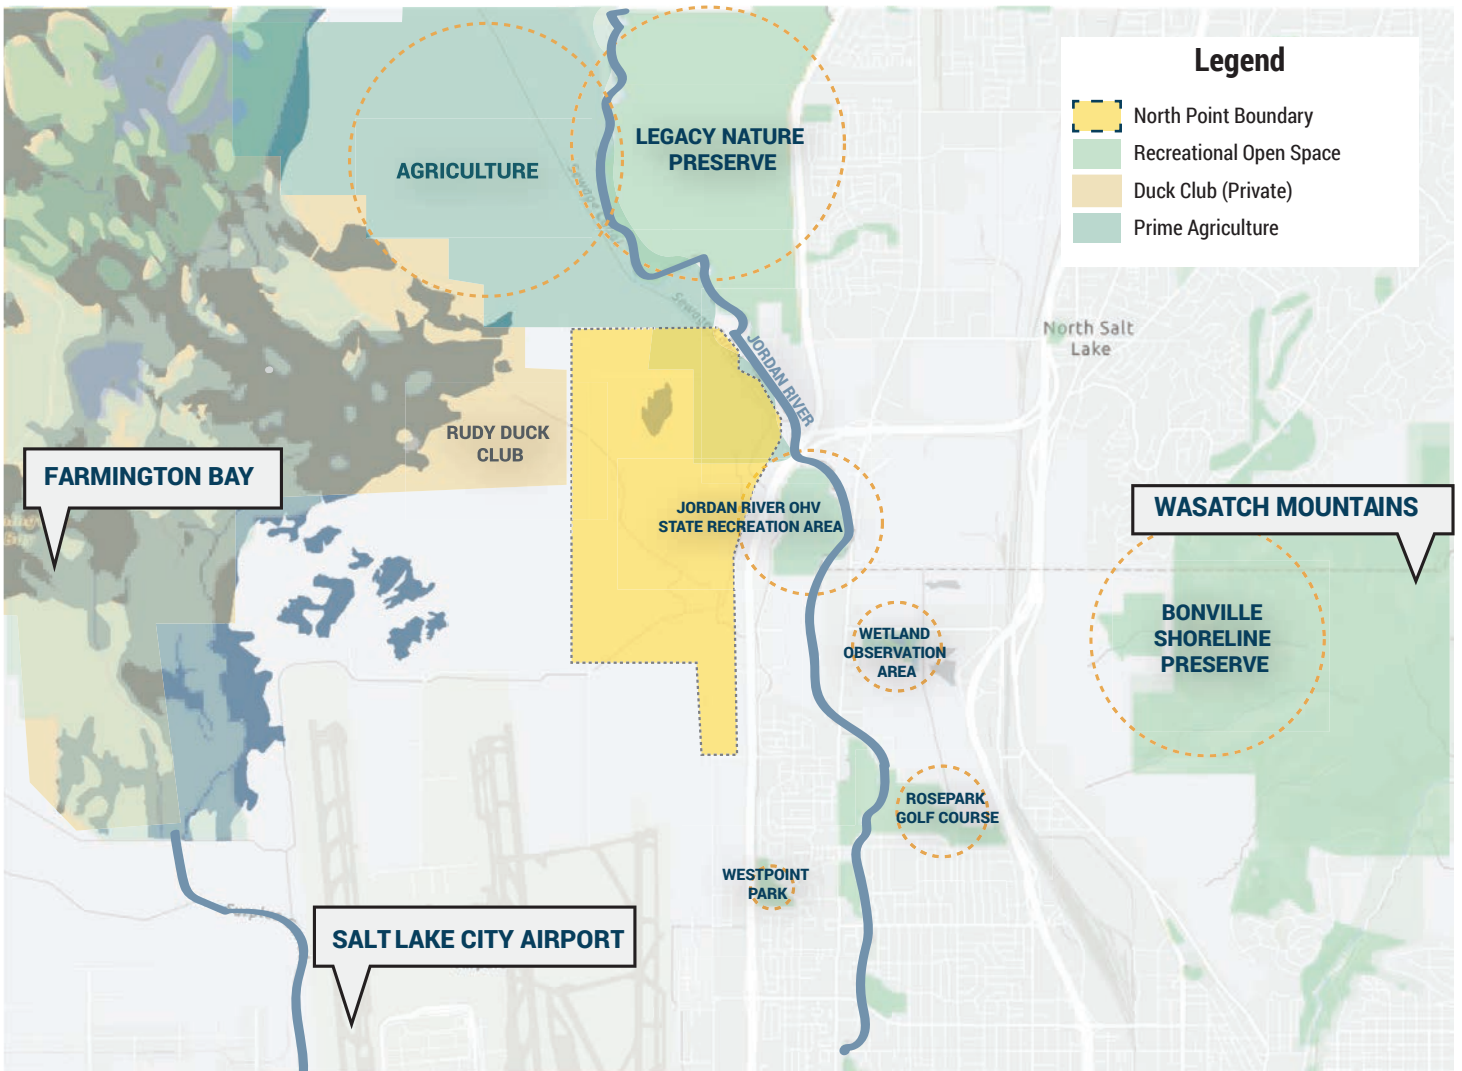 Legend
North Point Boundary
Recreational Open Space
Duck Club (Private)
Prime Agriculture
LEGACY NATURE
PRESERVE
AGRICULTURE
Sewage
Sewage
JORDAN RIVER
North Salt
Lake
RUDY DUCK
CLUB
FARMINGTON BAY
WASATCH MOUNTAINS
JORDAN RIVER OHV
STATE RECREATION AREA
BONVILLE
SHORELINE
PRESERVE
WETLAND
OBSERVATION
AREA
ROSEPARK
GOLF COURSE
WESTPOINT
PARK
SALT LAKE CITY AIRPORT